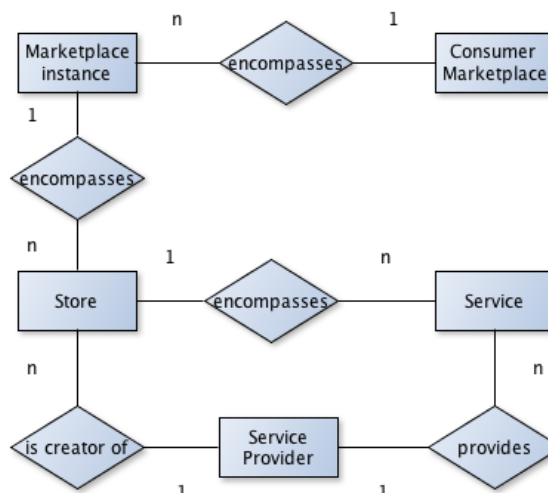 n
1
Marketplace
instance
encompasses
Consumer
Marketplace
1
encompasses
n
1
n
Store
encompasses
Service
n
n
is creator of
Service
Provider
provides
1
1